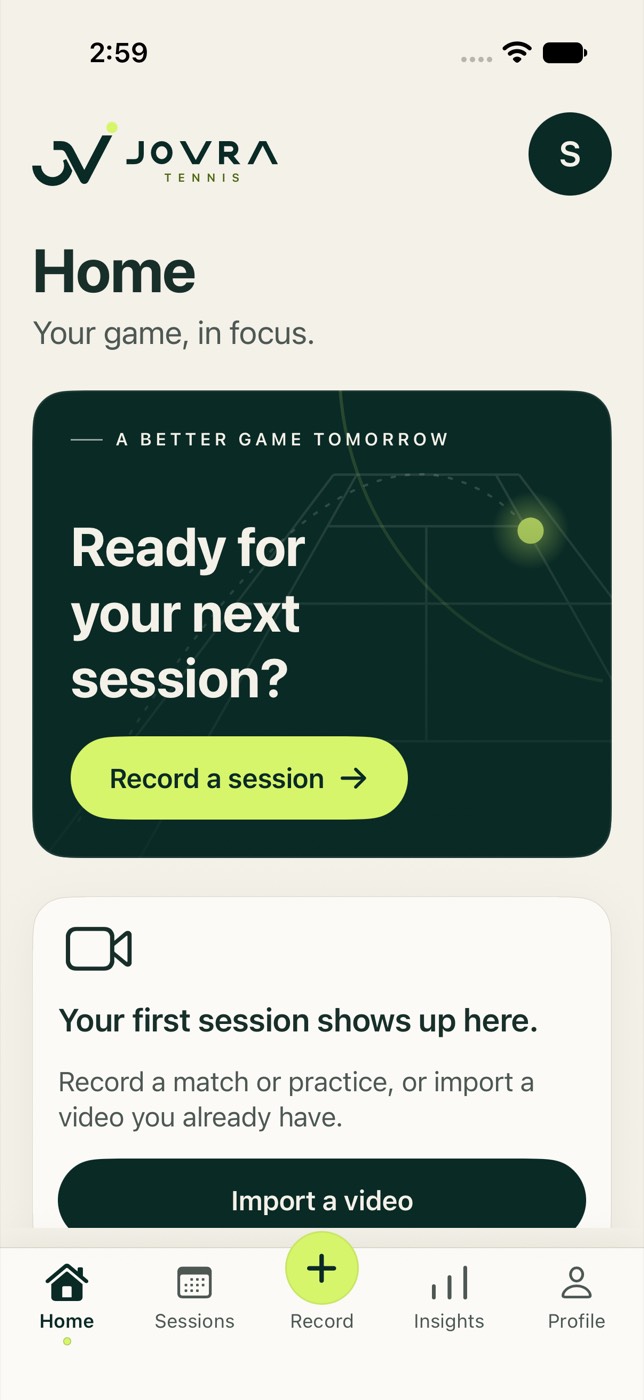 2:59
JOVRA
TENNIS
S
Home
Your game, in focus.
A BETTER GAME TOMORROW
Ready for
your next
session?
Record a session →
Your first session shows up here.
Record a match or practice, or import a
video you already have.
Import a video
Home
Sessions
Record
Insights
Profile